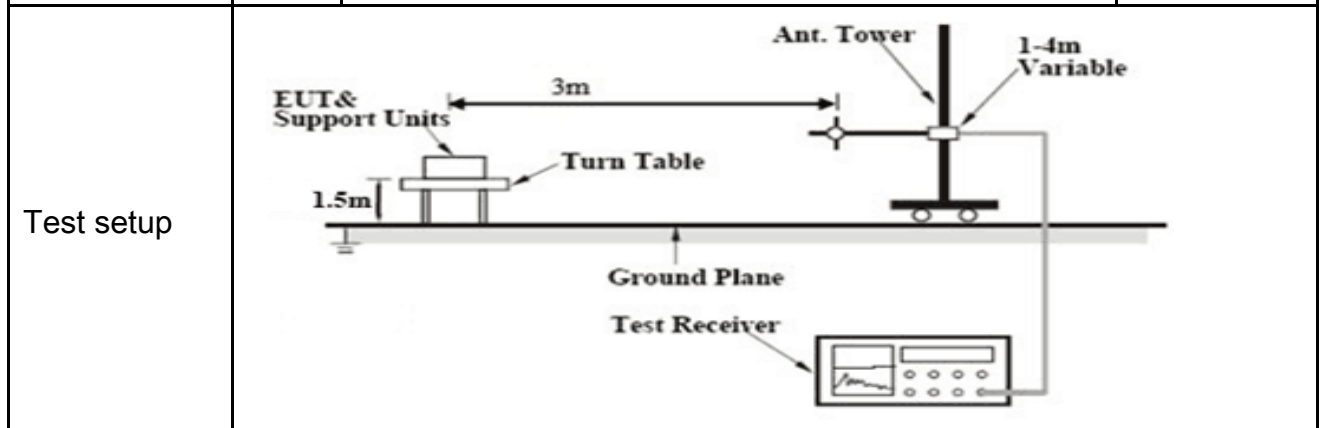 Test setup
Ant. Tower
1-4m
Variable
3m
EUT&
Support Units
Turn Table
1.5m
Ground Plane
Test Receiver